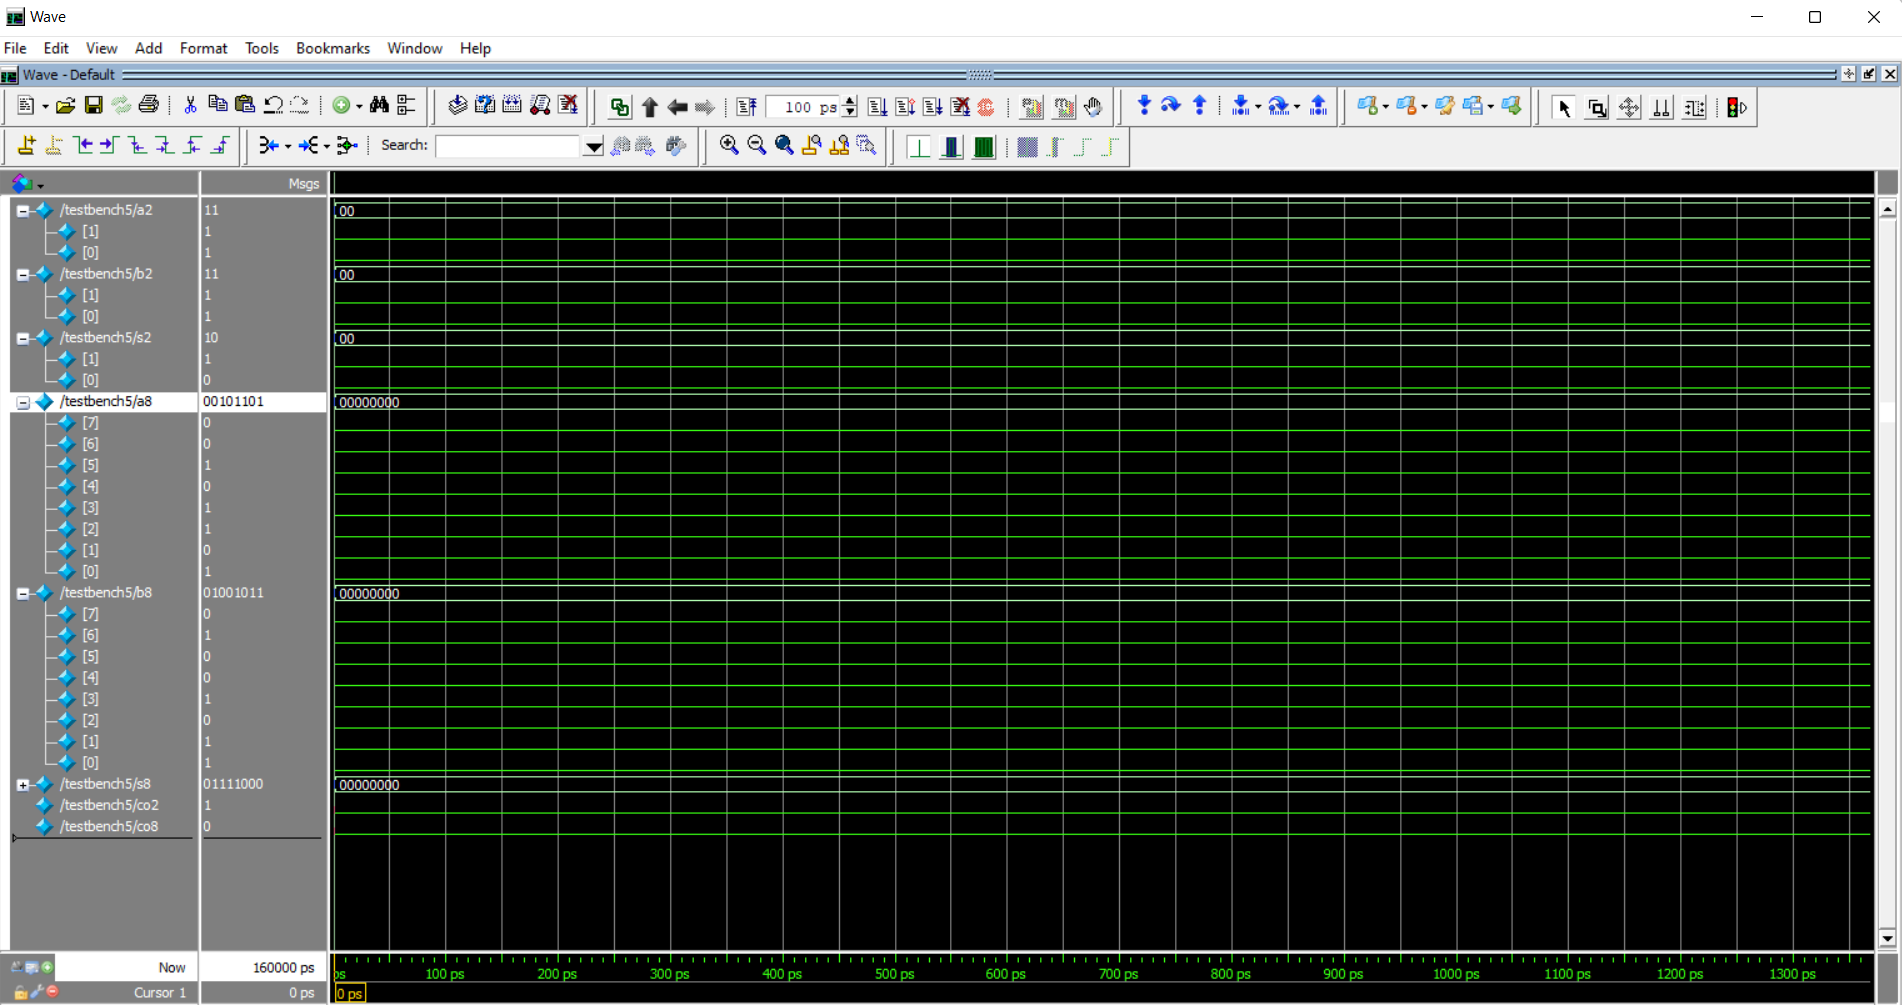 Wave
File Edit View Add Format Tools Bookmarks Window Help
Wave - Default
100 ps
Search:
Msgs
/testbench5/a2 11 00
[1] 1
[0] 1
/testbench5/b2 11 00
[1] 1
[0] 1
/testbench5/s2 10 00
[1] 1
[0] 0
/testbench5/a8 00101101 00000000
[7] 0
[6] 0
[5] 1
[4] 0
[3] 1
[2] 1
[1] 0
[0] 1
/testbench5/b8 01001011 00000000
[7] 0
[6] 1
[5] 0
[4] 0
[3] 1
[2] 0
[1] 1
[0] 1
/testbench5/s8 01111000 00000000
/testbench5/co2 1
/testbench5/co8 0
Now 160000 ps ps 100 ps 200 ps 300 ps 400 ps 500 ps 600 ps 700 ps 800 ps 900 ps 1000 ps 1100 ps 1200 ps 1300 ps
Cursor 1 0 ps 0 ps